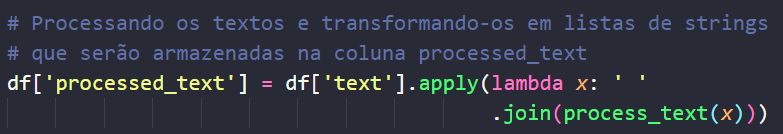 # Processando os textos e transformando-os em listas de strings
# que serão armazenadas na coluna processed_text
df['processed_text'] = df['text'].apply(lambda x: ' '
.join(process_text(x)))